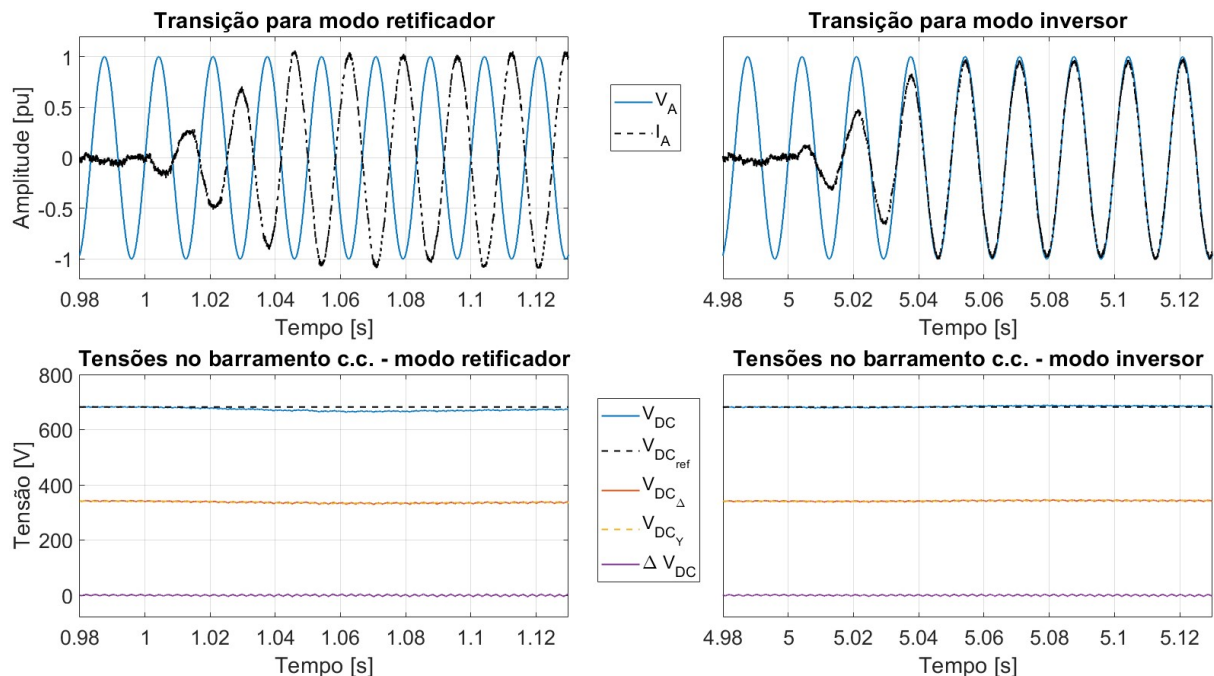 Transição para modo retificador
Amplitude [pu]
1
0.5
0
-0.5
-1
0.98 1 1.02 1.04 1.06 1.08 1.1 1.12
Tempo [s]
V_A
I_A
Transição para modo inversor
4.98 5 5.02 5.04 5.06 5.08 5.1 5.12
Tempo [s]
Tensões no barramento c.c. - modo retificador
Tensão [V]
800
600
400
200
0
0.98 1 1.02 1.04 1.06 1.08 1.1 1.12
Tempo [s]
V_DC
V_DC_ref
V_DC_Δ
V_DC_Y
Δ V_DC
Tensões no barramento c.c. - modo inversor
4.98 5 5.02 5.04 5.06 5.08 5.1 5.12
Tempo [s]